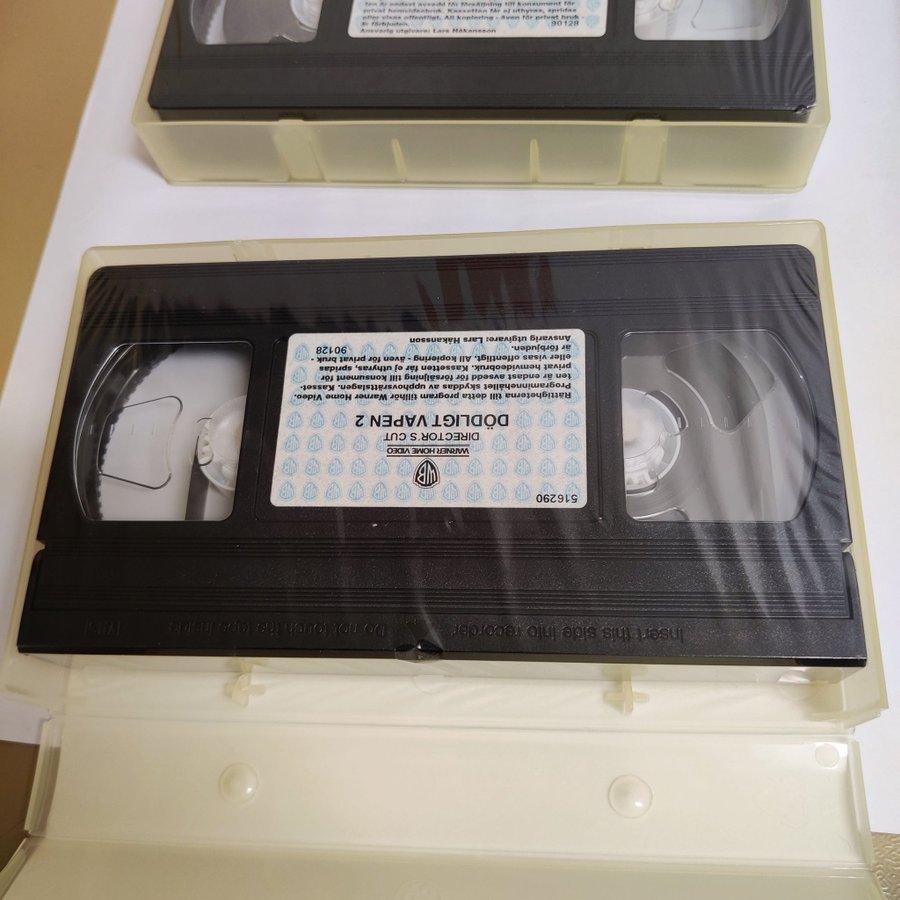 ten är endast avsedd för försäljning till konsument för
privat hemvideobruk. Kassetten får ej uthyras, spridas
eller visas offentligt. All kopiering - även för privat bruk -
är förbjuden.
90128
Ansvarig utgivare: Lars Håkansson
516290
WB
WARNER HOME VIDEO
DIRECTOR'S CUT
DÖDLIGT VAPEN 2
Rättigheterna till detta program tillhör Warner Home Video.
Programinnehållet skyddas av upphovsrättslagen. Kasset-
ten är endast avsedd för försäljning till konsument för
privat hemvideobruk. Kassetten får ej uthyras, spridas
eller visas offentligt. All kopiering - även för privat bruk -
är förbjuden.
90128
Ansvarig utgivare: Lars Håkansson
Insert this side into recorder
Do not touch the tape inside
VHS